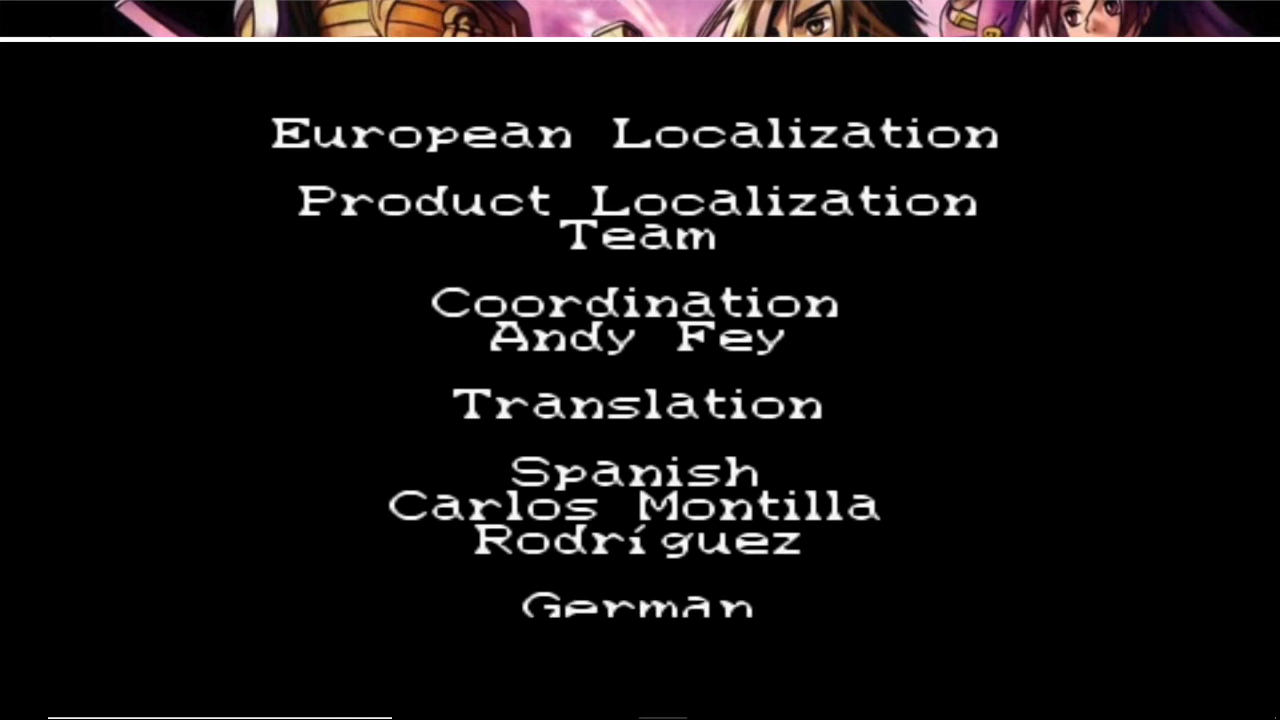 European Localization
Product Localization
Team
Coordination
Andy Fey
Translation
Spanish
Carlos Montilla
Rodríguez
German